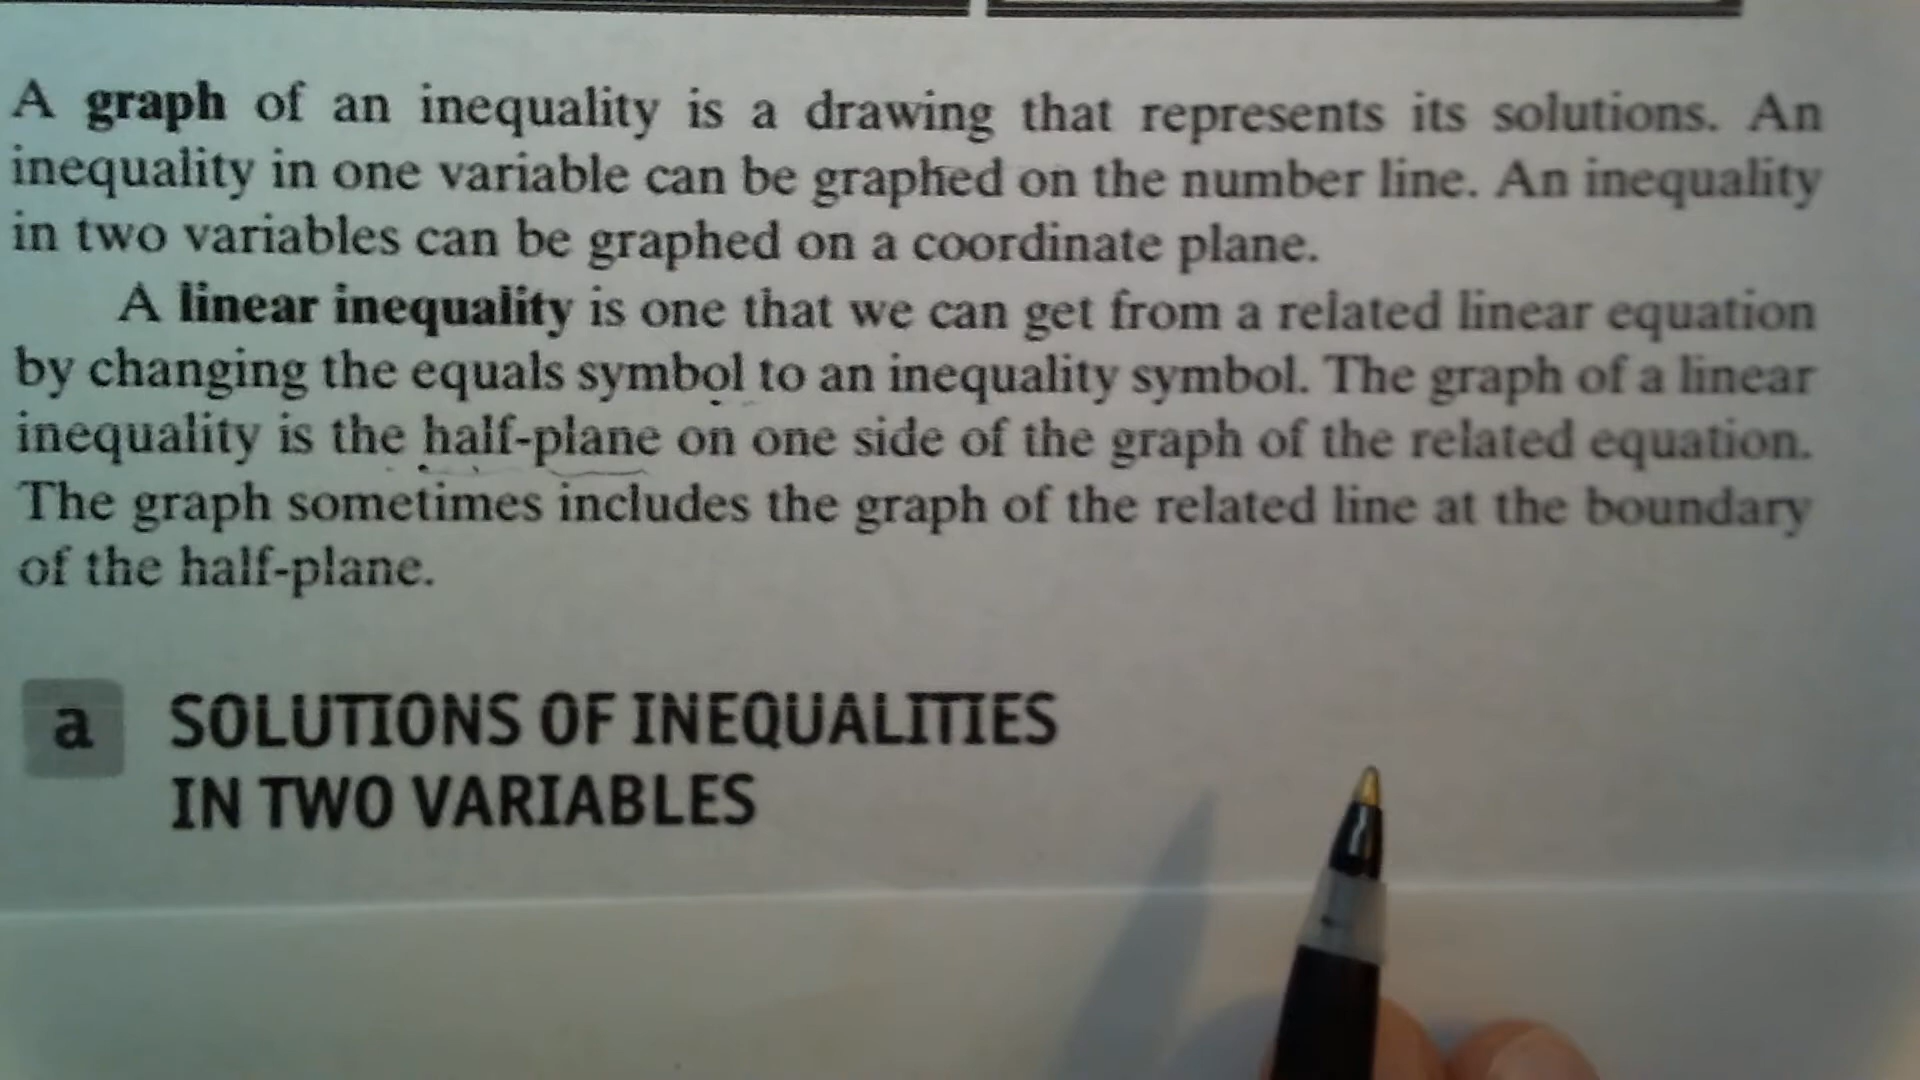 A graph of an inequality is a drawing that represents its solutions. An
inequality in one variable can be graphed on the number line. An inequality
in two variables can be graphed on a coordinate plane.
A linear inequality is one that we can get from a related linear equation
by changing the equals symbol to an inequality symbol. The graph of a linear
inequality is the half-plane on one side of the graph of the related equation.
The graph sometimes includes the graph of the related line at the boundary
of the half-plane.
a SOLUTIONS OF INEQUALITIES
IN TWO VARIABLES